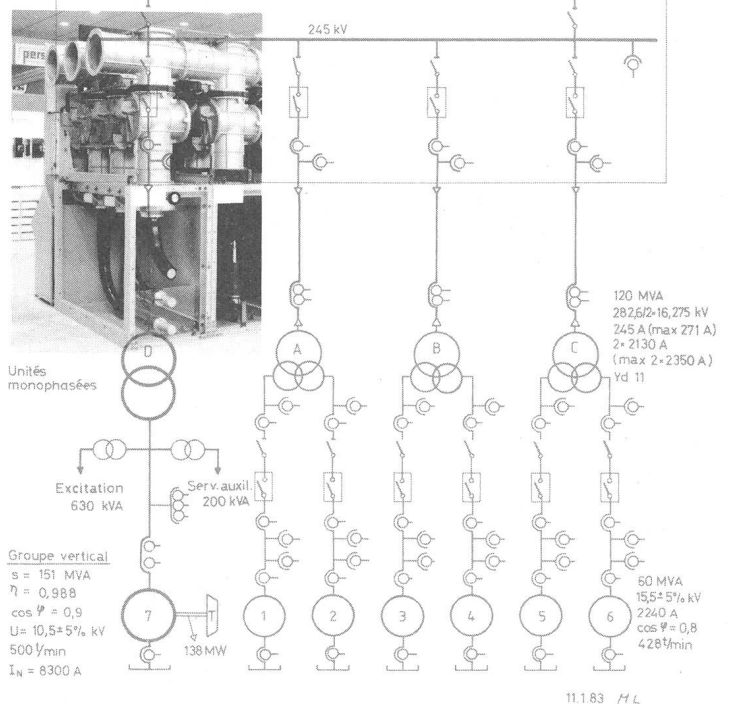 245 kV
pers
120 MVA
282,6/2×16,275 kV
245 A (max 271 A)
2×2130 A
(max 2×2350 A)
Yd 11
D
A
B
C
Unités
monophasées
Excitation
630 kVA
Serv. auxil.
200 kVA
Groupe vertical
s = 151 MVA
η = 0,988
cos φ = 0,9
U= 10,5±5% kV
500 t/min
I_N = 8300 A
7
T
138 MW
1
2
3
4
5
6
60 MVA
15,5±5% kV
2240 A
cos φ = 0,8
428 t/min
11.1.83 ML